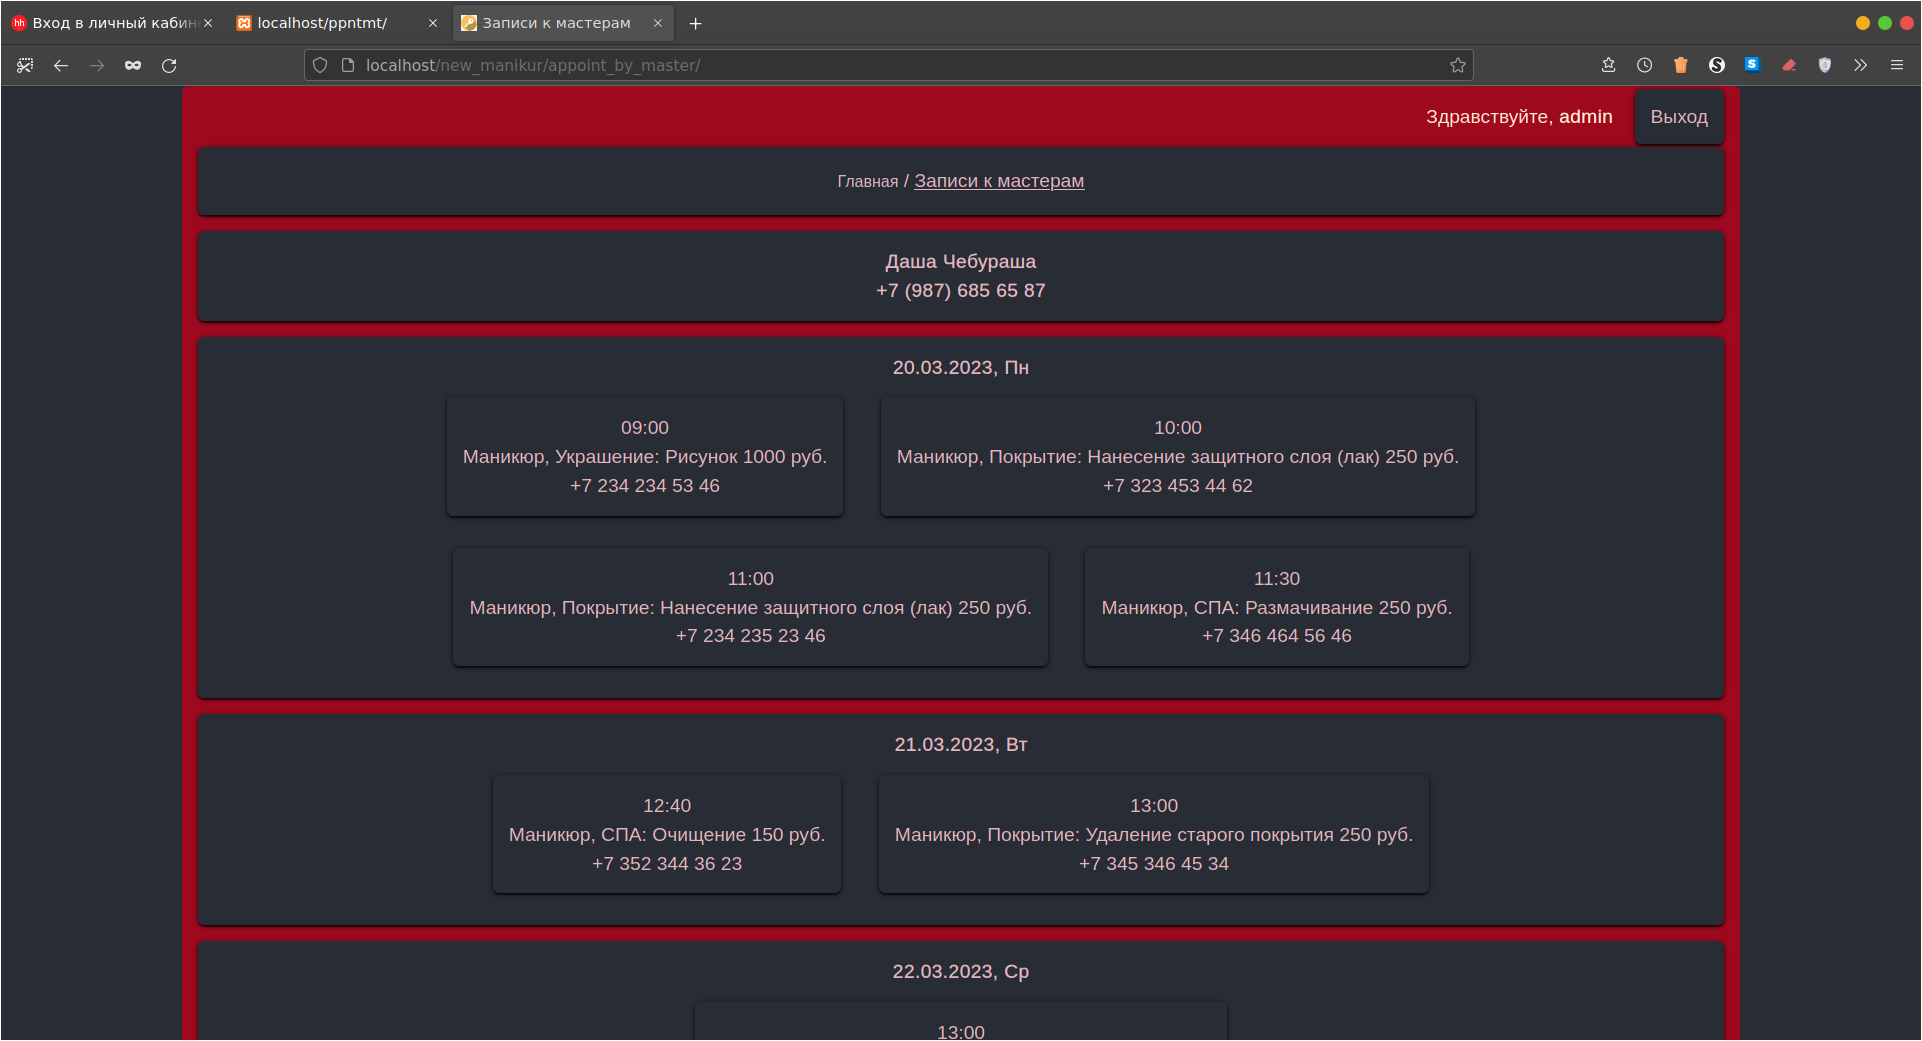 Вход в личный кабин
localhost/ppntmt/
Записи к мастерам
localhost/new_manikur/appoint_by_master/
Здравствуйте, admin
Выход
Главная / Записи к мастерам
Даша Чебураша
+7 (987) 685 65 87
20.03.2023, Пн
09:00
Маникюр, Украшение: Рисунок 1000 руб.
+7 234 234 53 46
10:00
Маникюр, Покрытие: Нанесение защитного слоя (лак) 250 руб.
+7 323 453 44 62
11:00
Маникюр, Покрытие: Нанесение защитного слоя (лак) 250 руб.
+7 234 235 23 46
11:30
Маникюр, СПА: Размачивание 250 руб.
+7 346 464 56 46
21.03.2023, Вт
12:40
Маникюр, СПА: Очищение 150 руб.
+7 352 344 36 23
13:00
Маникюр, Покрытие: Удаление старого покрытия 250 руб.
+7 345 346 45 34
22.03.2023, Ср
13:00